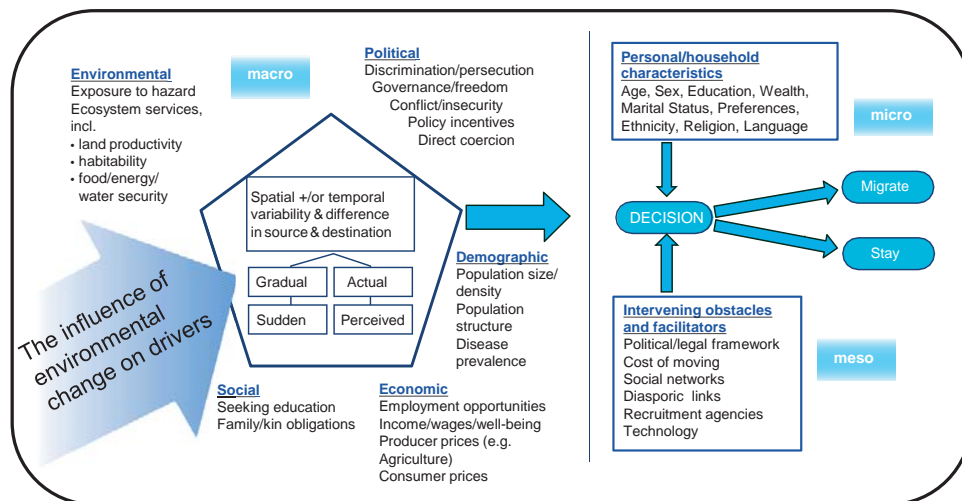 Environmental
Exposure to hazard
Ecosystem services,
incl.
• land productivity
• habitability
• food/energy/
water security
macro
Political
Discrimination/persecution
Governance/freedom
Conflict/insecurity
Policy incentives
Direct coercion
Spatial +/or temporal
variability & difference
in source & destination
Gradual
Actual
Sudden
Perceived
Demographic
Population size/
density
Population
structure
Disease
prevalence
The influence of
environmental
change on drivers
Social
Seeking education
Family/kin obligations
Economic
Employment opportunities
Income/wages/well-being
Producer prices (e.g.
Agriculture)
Consumer prices
Personal/household
characteristics
Age, Sex, Education, Wealth,
Marital Status, Preferences,
Ethnicity, Religion, Language
micro
DECISION
Migrate
Stay
Intervening obstacles
and facilitators
Political/legal framework
Cost of moving
Social networks
Diasporic links
Recruitment agencies
Technology
meso